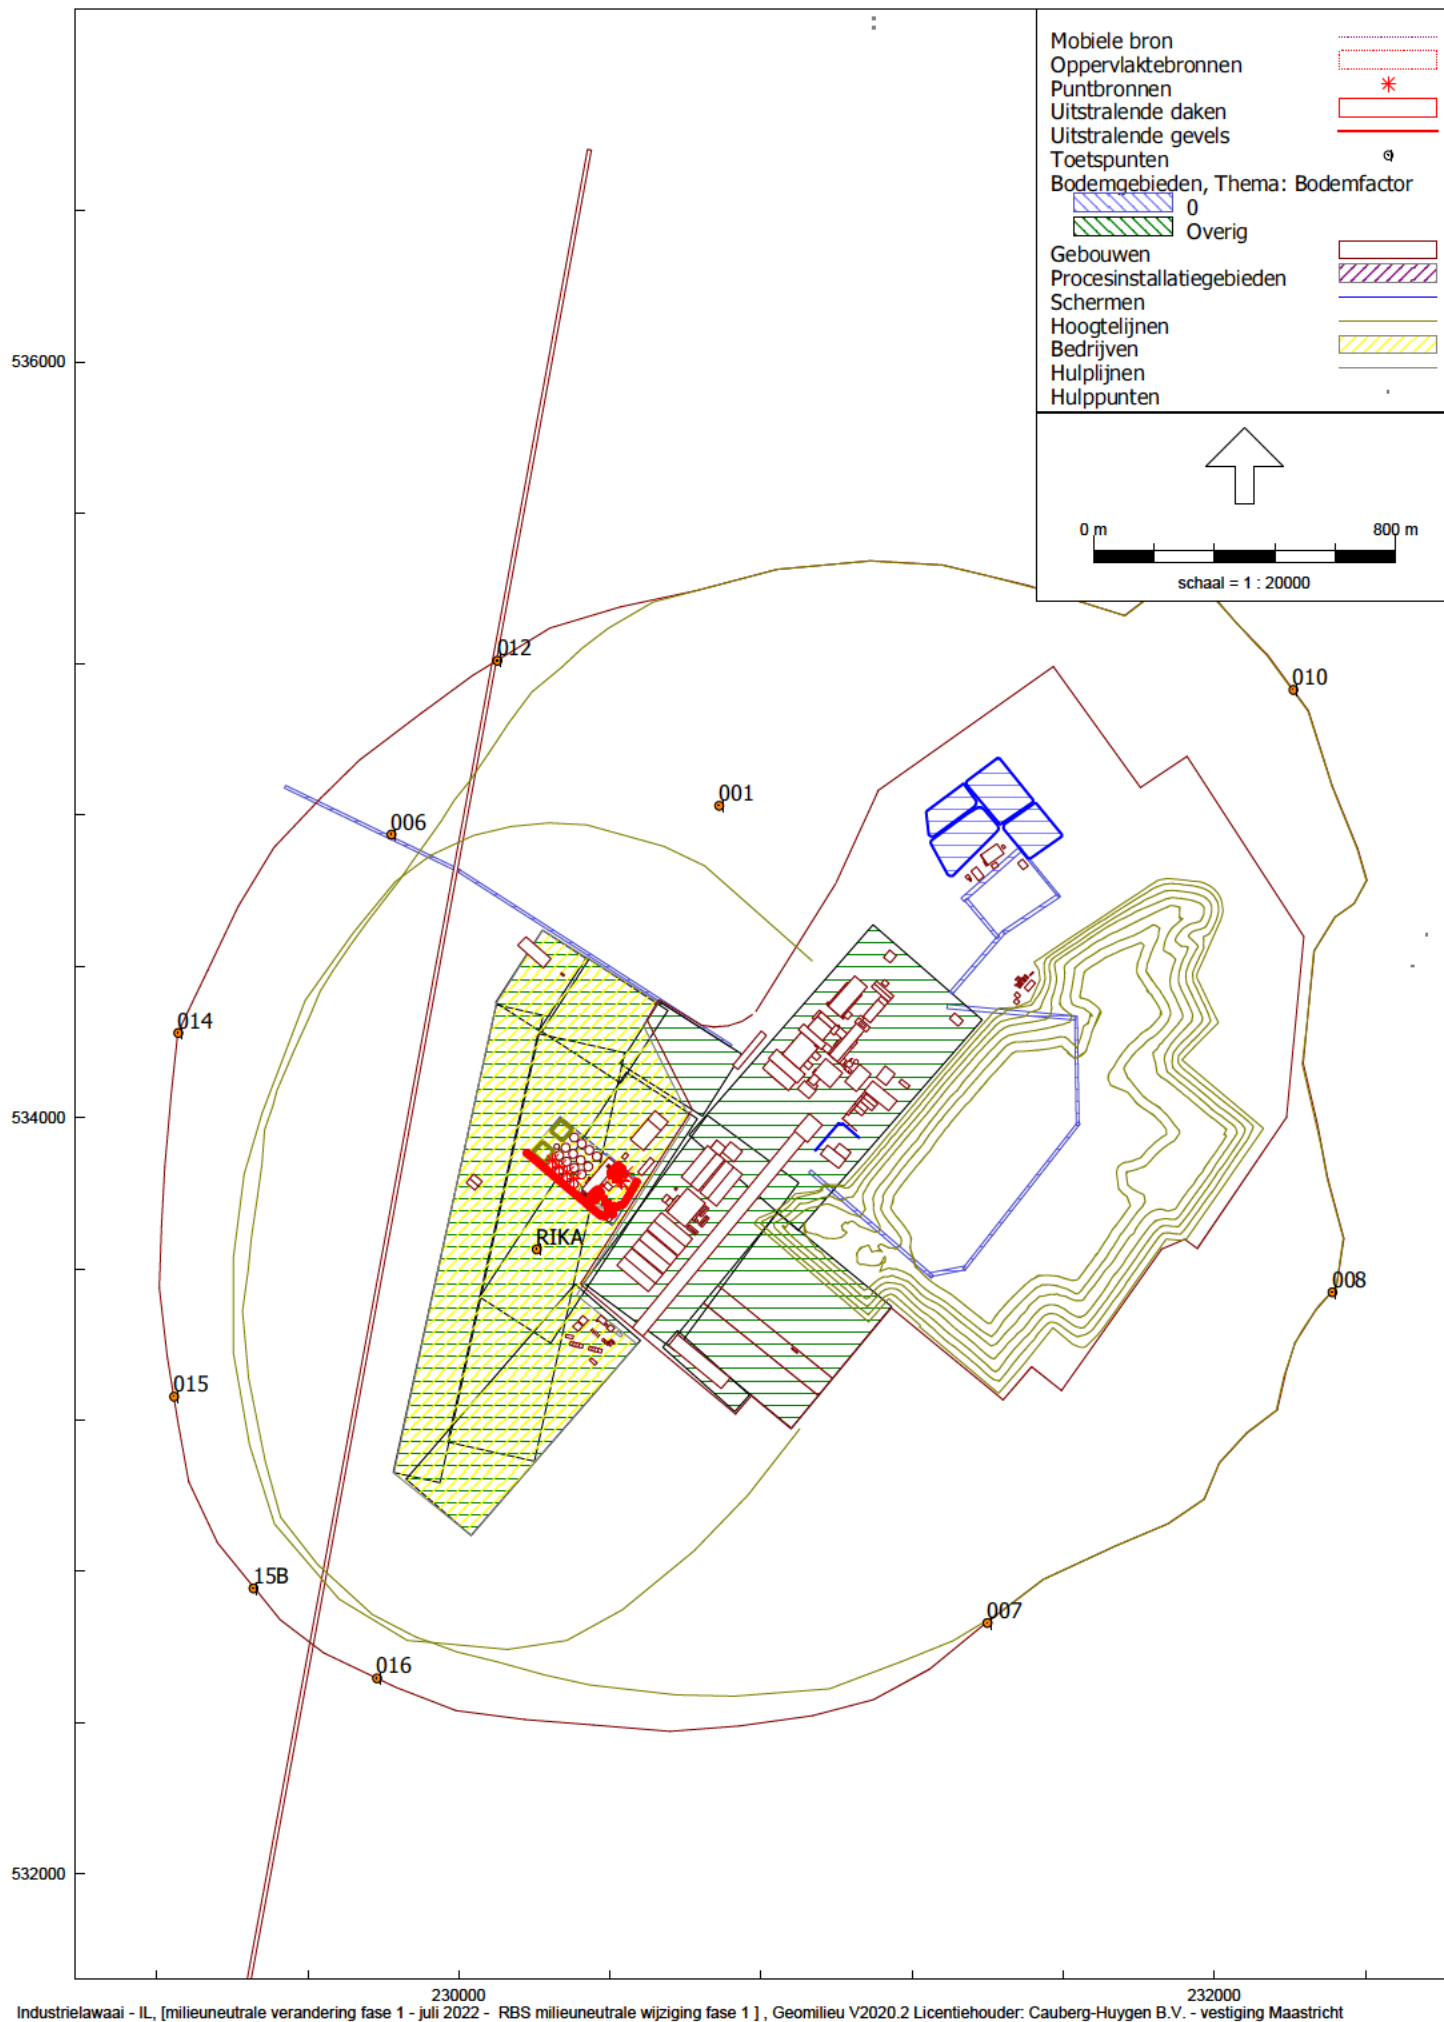 Mobiele bron
Oppervlaktebronnen
Puntbronnen
Uitstralende daken
Uitstralende gevels
Toetspunten
Bodemgebieden, Thema: Bodemfactor
0
Overig
Gebouwen
Procesinstallatiegebieden
Schermen
Hoogtelijnen
Bedrijven
Hulplijnen
Hulppunten
0 m 800 m
schaal = 1 : 20000
536000
012
010
001
006
014
534000
RIKA
008
015
15B
007
016
532000
230000 232000
Industrielawaai - IL, [milieuneutrale verandering fase 1 - juli 2022 - RBS milieuneutrale wijziging fase 1 ] , Geomilieu V2020.2 Licentiehouder: Cauberg-Huygen B.V. - vestiging Maastricht